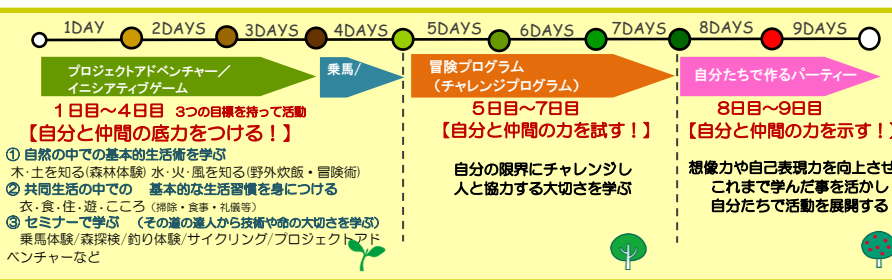 1DAY 2DAYS 3DAYS 4DAYS 5DAYS 6DAYS 7DAYS 8DAYS 9DAYS
プロジェクトアドベンチャー/
イニシアティブゲーム
乗馬/
冒険プログラム
(チャレンジプログラム)
自分たちで作るパーティー
1日目〜4日目 3つの目標を持って活動
【自分と仲間の底力をつける！】
① 自然の中での基本的生活術を学ぶ
木・土を知る(森林体験) 水・火・風を知る(野外炊飯・冒険術)
② 共同生活の中での 基本的な生活習慣を身につける
衣・食・住・遊・こころ (掃除・食事・礼儀等)
③ セミナーで学ぶ (その道の達人から技術や命の大切さを学ぶ)
乗馬体験/森探検/釣り体験/サイクリング/プロジェクトアド
ベンチャーなど
5日目〜7日目
【自分と仲間の力を試す！】
自分の限界にチャレンジし
人と協力する大切さを学ぶ
8日目〜9日目
【自分と仲間の力を示す！】
想像力や自己表現力を向上させ
これまで学んだ事を活かし
自分たちで活動を展開する